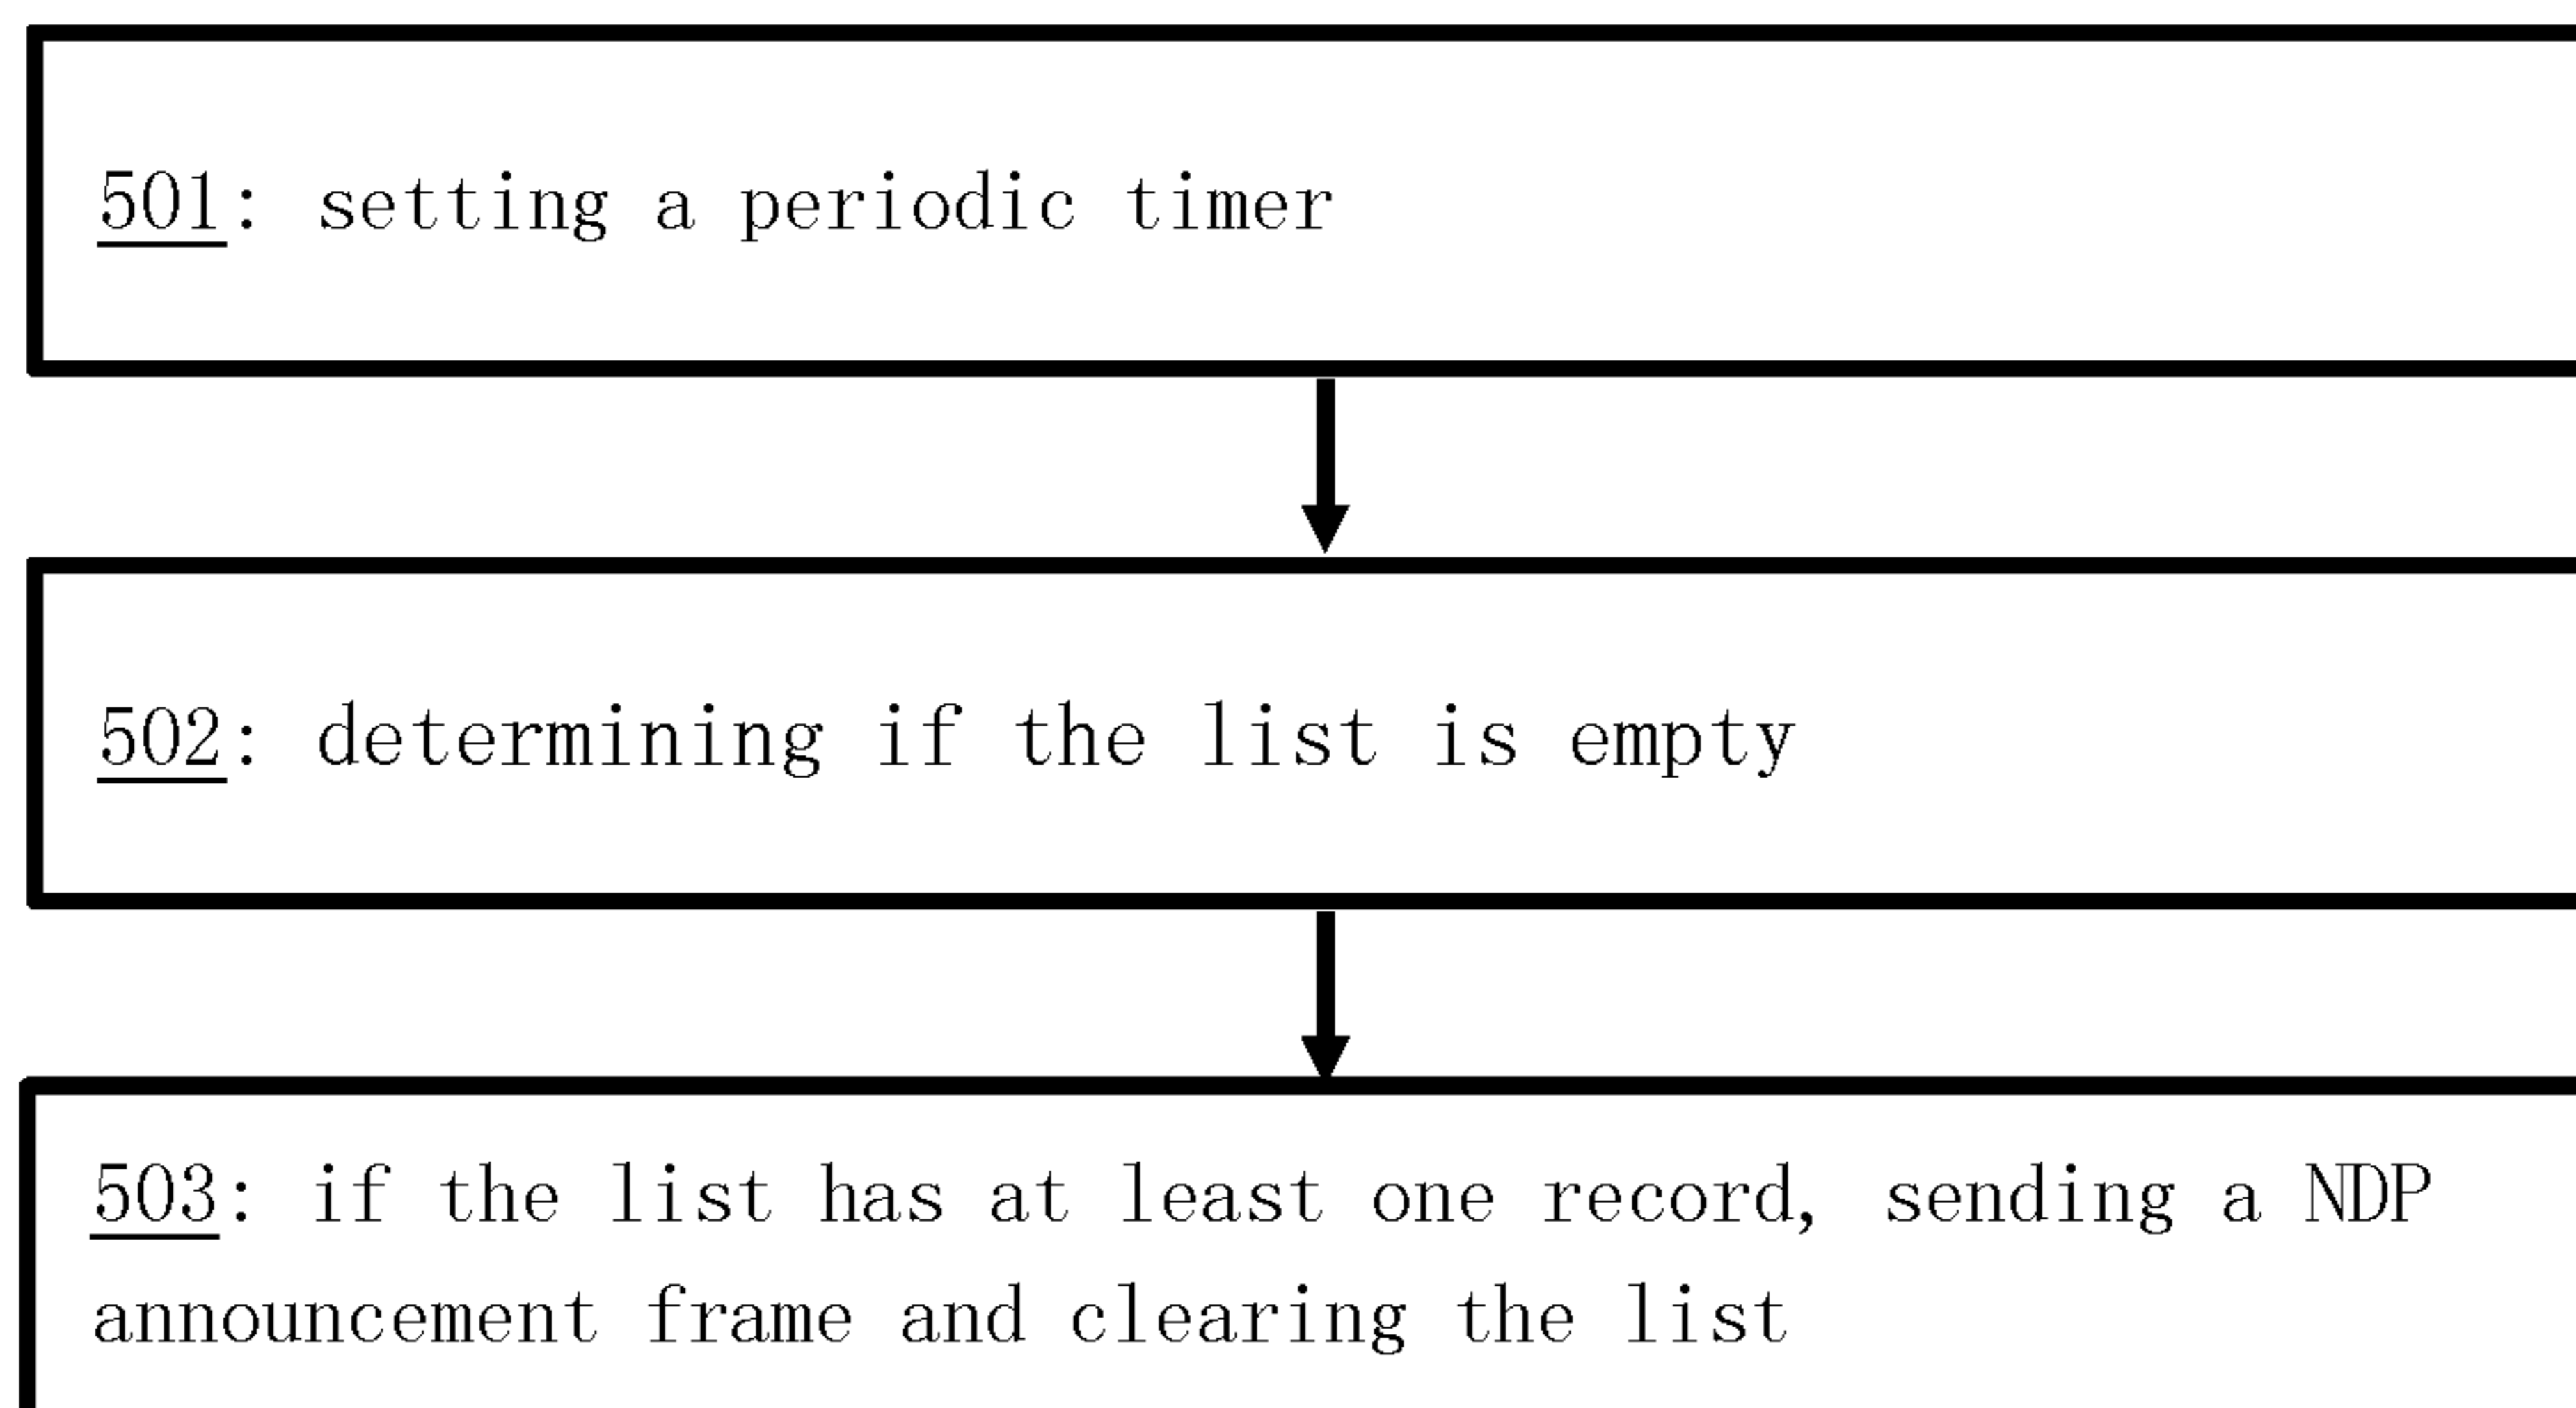 501: setting a periodic timer
502: determining if the list is empty
503: if the list has at least one record, sending a NDP
announcement frame and clearing the list